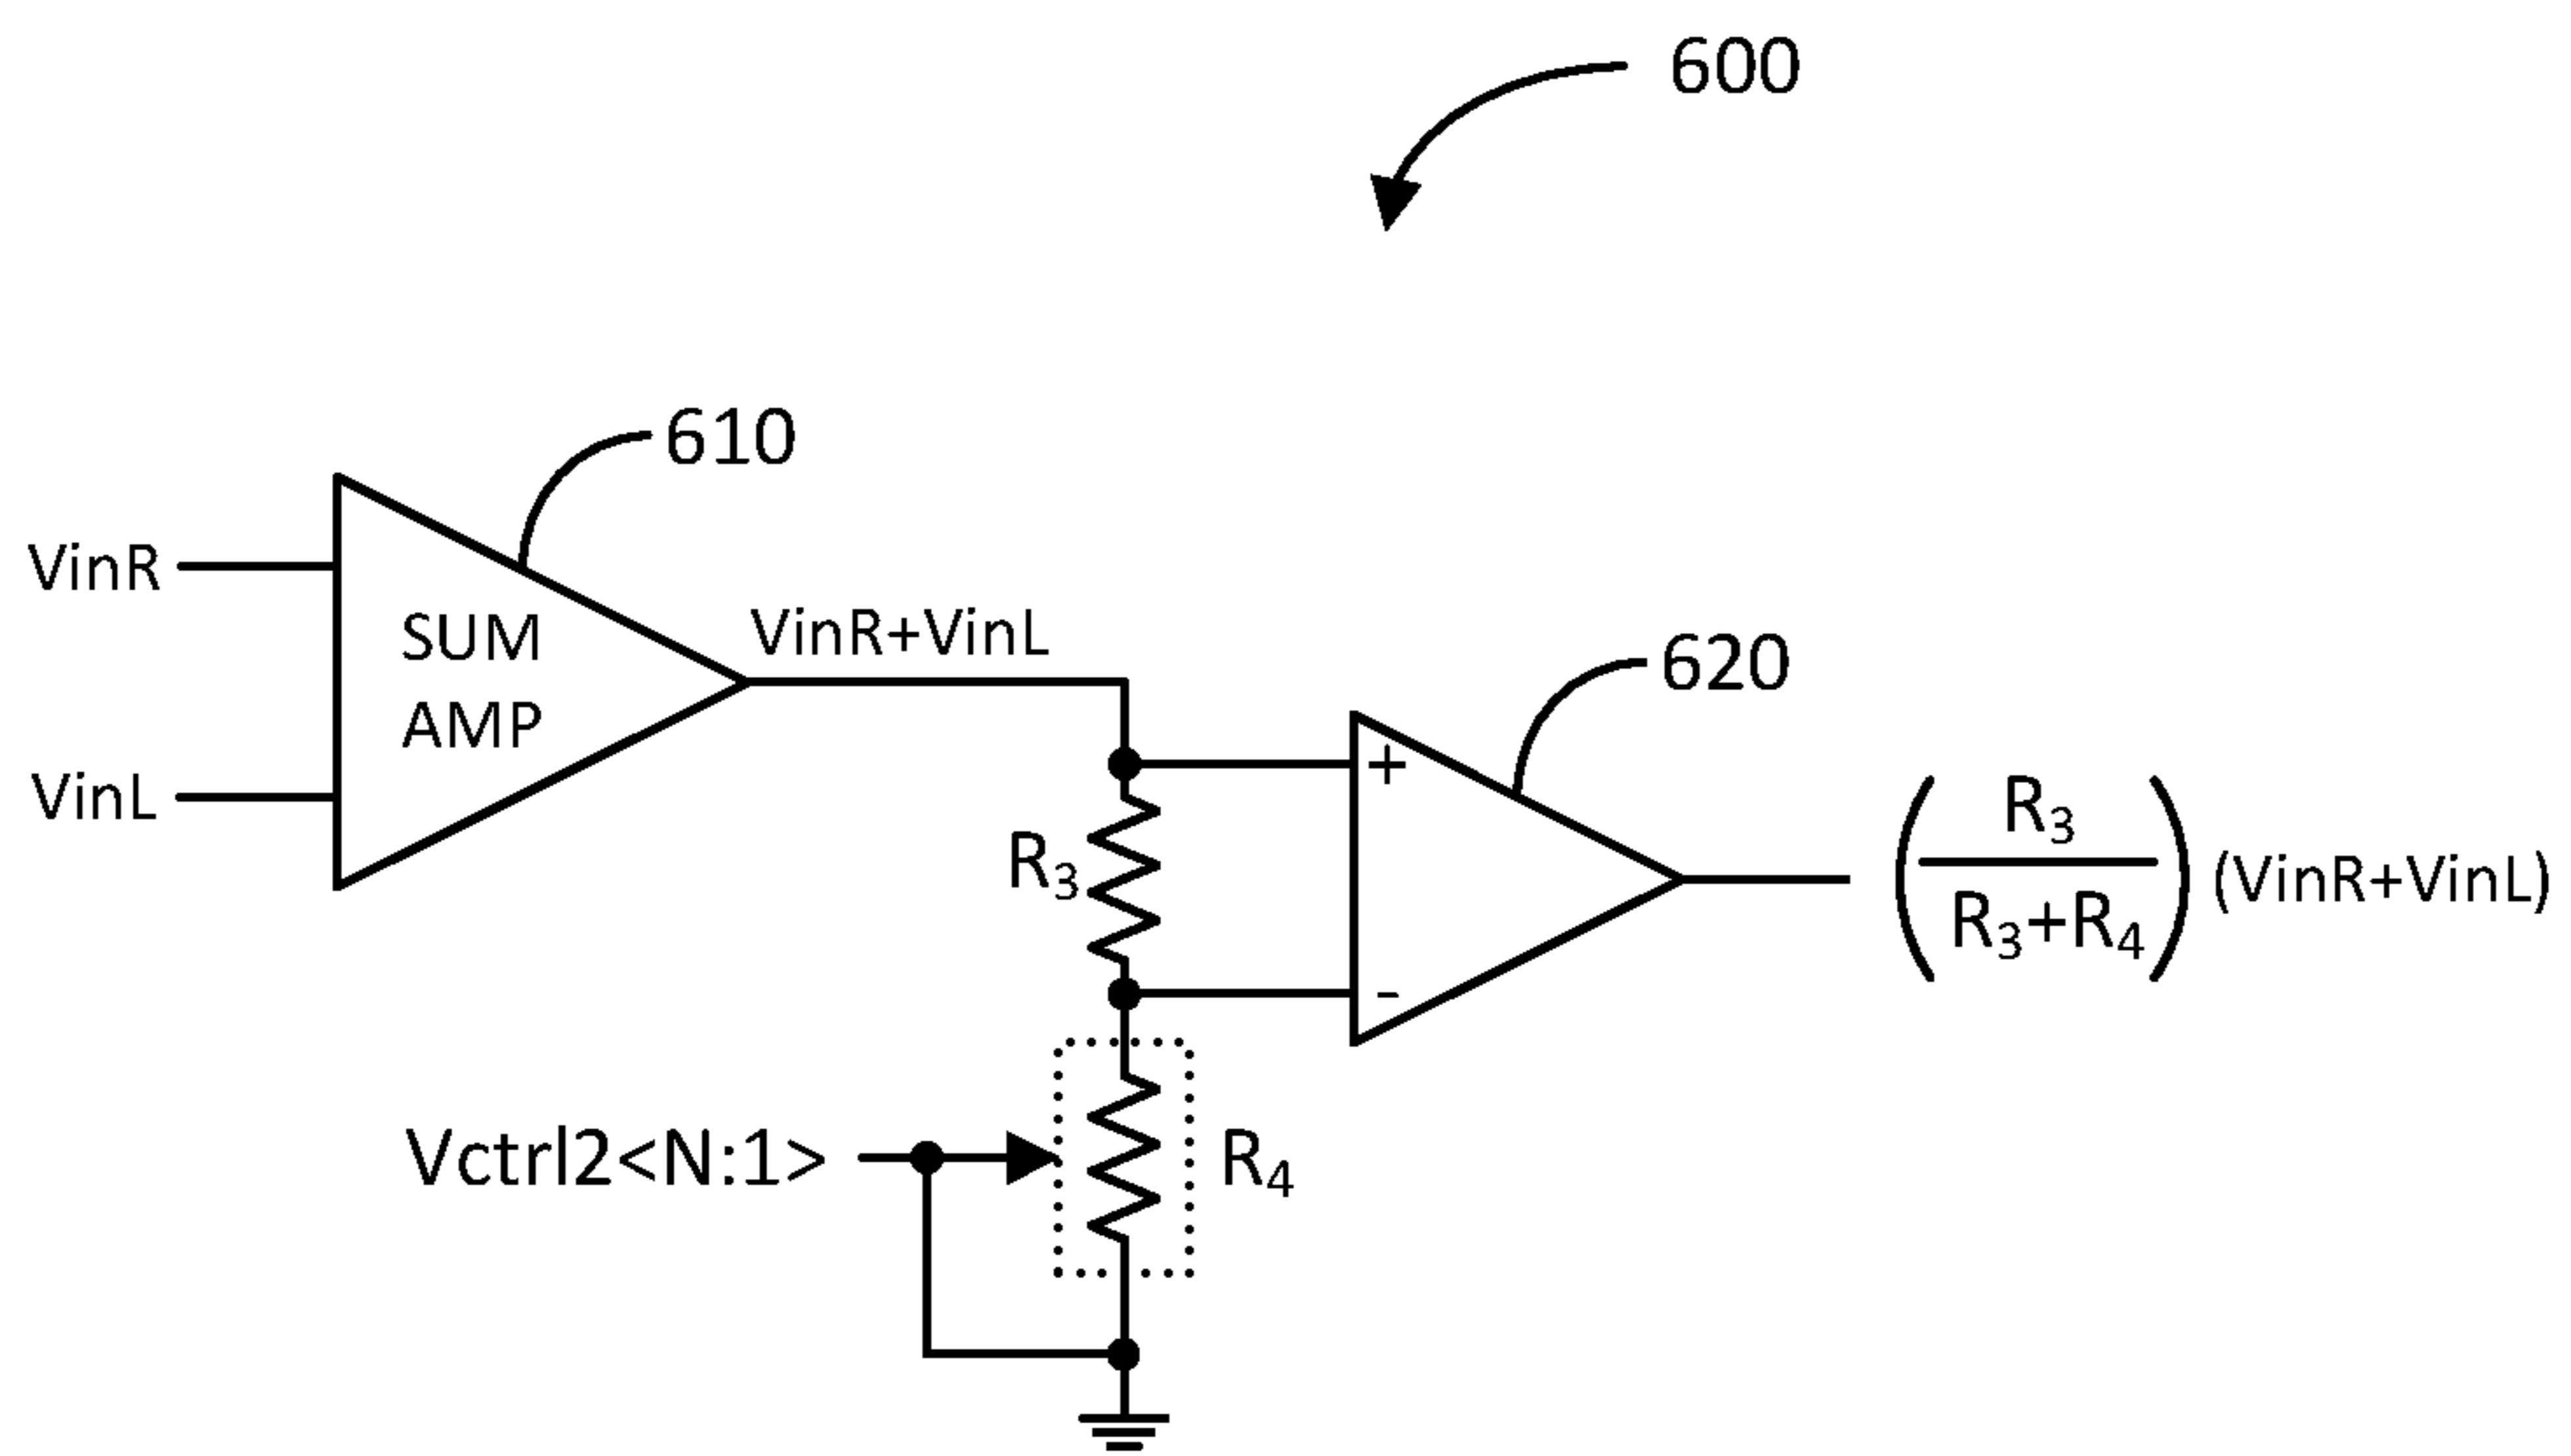 600
610
VinR
SUM
AMP
VinR+VinL
VinL
620
+
-
R₃
R₃
R₃+R₄
(VinR+VinL)
Vctrl2<N:1>
R₄